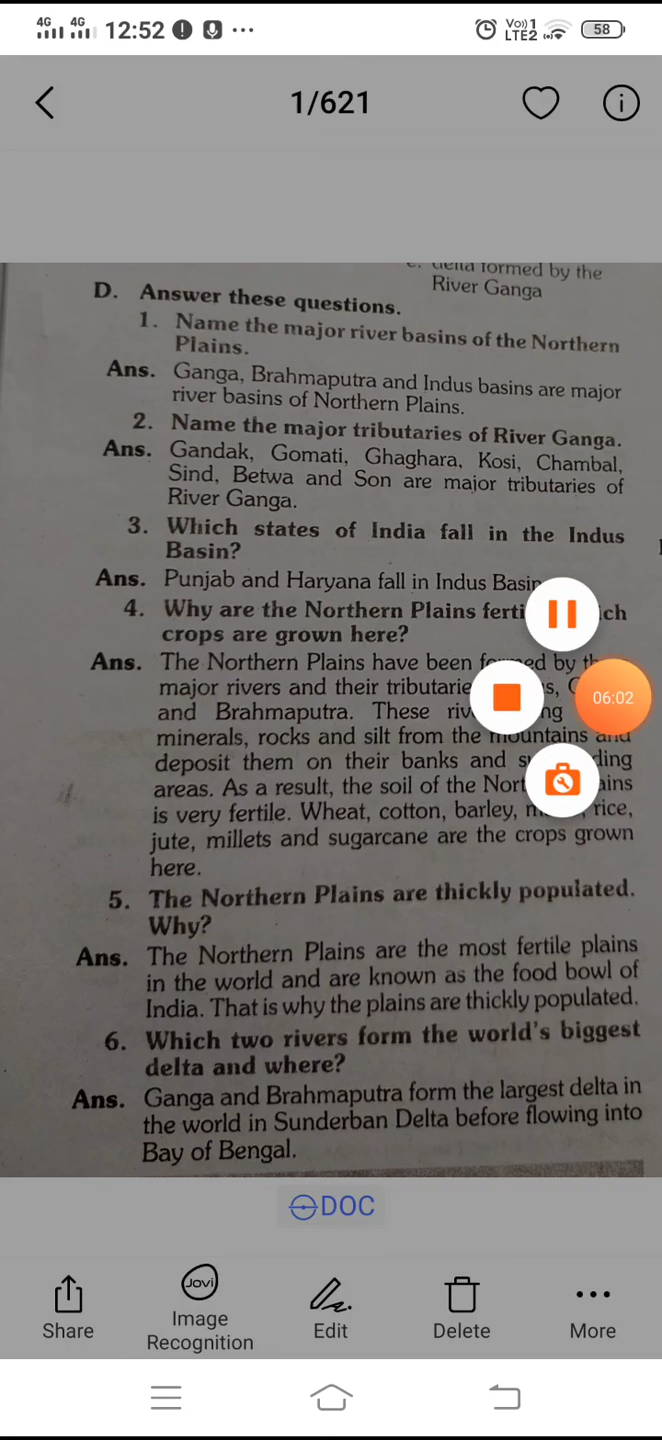 4G 4G 12:52 Vo)) 1 LTE2 58
1/621
delta formed by the
River Ganga
D. Answer these questions.
1. Name the major river basins of the Northern
Plains.
Ans. Ganga, Brahmaputra and Indus basins are major
river basins of Northern Plains.
2. Name the major tributaries of River Ganga.
Ans. Gandak, Gomati, Ghaghara, Kosi, Chambal,
Sind, Betwa and Son are major tributaries of
River Ganga.
3. Which states of India fall in the Indus
Basin?
Ans. Punjab and Haryana fall in Indus Basin
4. Why are the Northern Plains
crops are grown here?
Ans. The Northern Plains have been formed by
major rivers and their
and Brahmaputra. These
minerals, rocks and silt from the mountains and
deposit them on their banks and
areas. As a result, the soil of the
is very fertile. Wheat, cotton, barley, rice,
jute, millets and sugarcane are the crops grown
here.
5. The Northern Plains are thickly populated.
Why?
Ans. The Northern Plains are the most fertile plains
in the world and are known as the food bowl of
India. That is why the plains are thickly populated.
6. Which two rivers form the world's biggest
delta and where?
Ans. Ganga and Brahmaputra form the largest delta in
the world in Sunderban Delta before flowing into
Bay of Bengal.
06:02
DOC
Share
Jovi
Image
Recognition
Edit
Delete
More